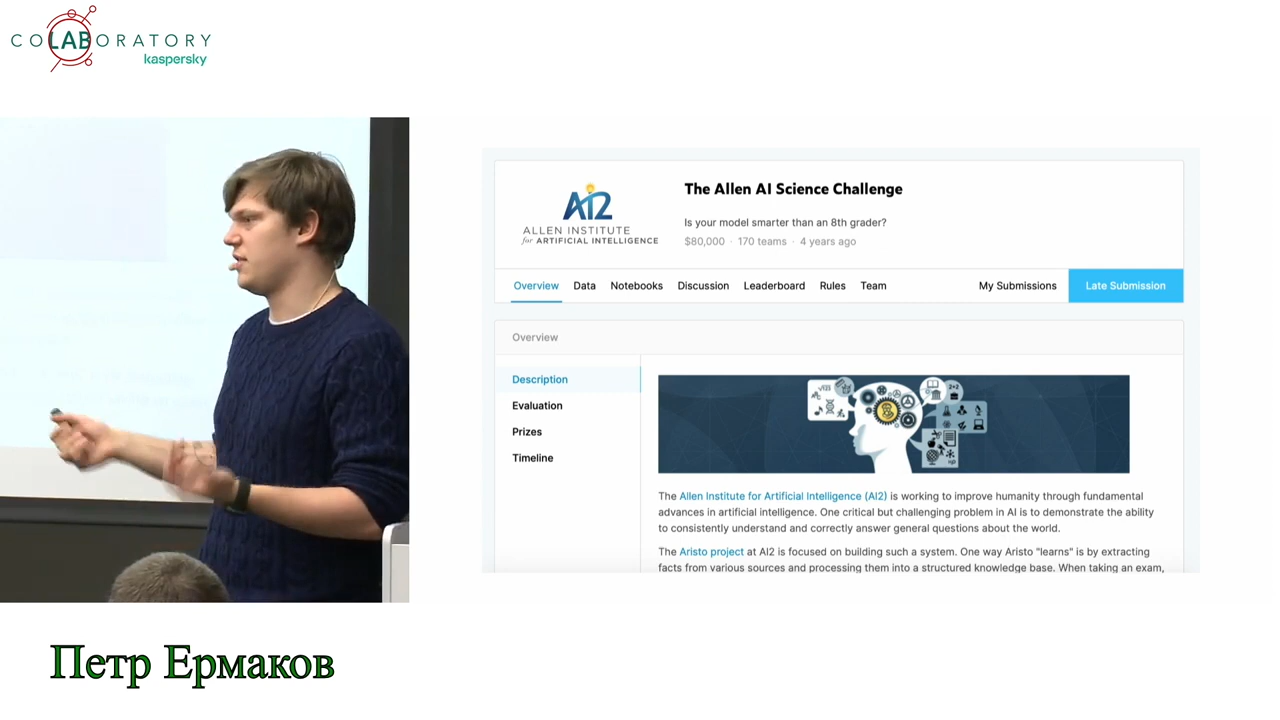 COLABORATORY
kaspersky
AI2
ALLEN INSTITUTE
for ARTIFICIAL INTELLIGENCE
The Allen AI Science Challenge
Is your model smarter than an 8th grader?
$80,000 · 170 teams · 4 years ago
Overview Data Notebooks Discussion Leaderboard Rules Team My Submissions Late Submission
Overview
Description
Evaluation
Prizes
Timeline
The Allen Institute for Artificial Intelligence (AI2) is working to improve humanity through fundamental
advances in artificial intelligence. One critical but challenging problem in AI is to demonstrate the ability
to consistently understand and correctly answer general questions about the world.
The Aristo project at AI2 is focused on building such a system. One way Aristo "learns" is by extracting
facts from various sources and processing them into a structured knowledge base. When taking an exam,
Петр Ермаков